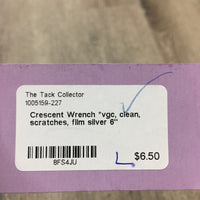 The Tack Collector
1005159-227
Crescent Wrench *vgc, clean,
scratches, film silver 6"
8FS4JU
$6.50